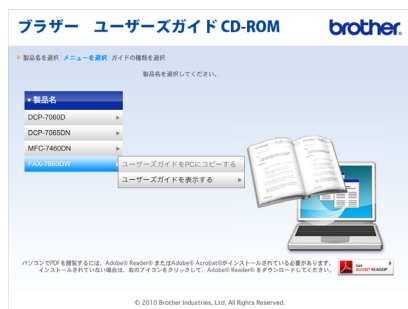 ブラザー ユーザーズガイド CD-ROM
brother.
製品名を選択 メニューを選択 ガイドの種類を選択
製品名を選択してください。
▼製品名
DCP-7060D
DCP-7065DN
MFC-7460DN
FAX-7860DW
ユーザーズガイドをPCにコピーする
ユーザーズガイドを表示する
パソコンでPDFを閲覧するには、Adobe® Reader® またはAdobe® Acrobat®がインストールされている必要があります。
インストールされていない場合は、右のアイコンをクリックして、Adobe® Reader® をダウンロードしてください。
Get
ADOBE® READER®
© 2010 Brother Industries, Ltd. All Rights Reserved.